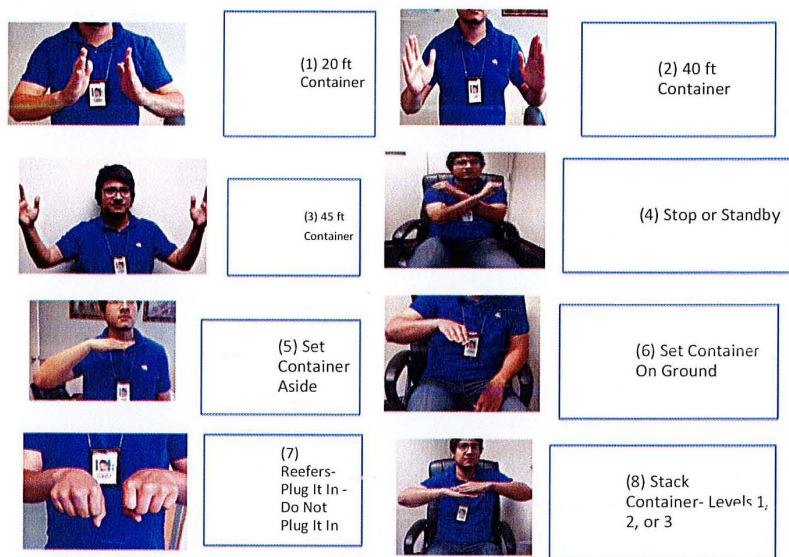 (1) 20 ft
Container
(2) 40 ft
Container
(3) 45 ft
Container
(4) Stop or Standby
(5) Set
Container
Aside
(6) Set Container
On Ground
(7)
Reefers-
Plug It In -
Do Not
Plug It In
(8) Stack
Container- Levels 1,
2, or 3